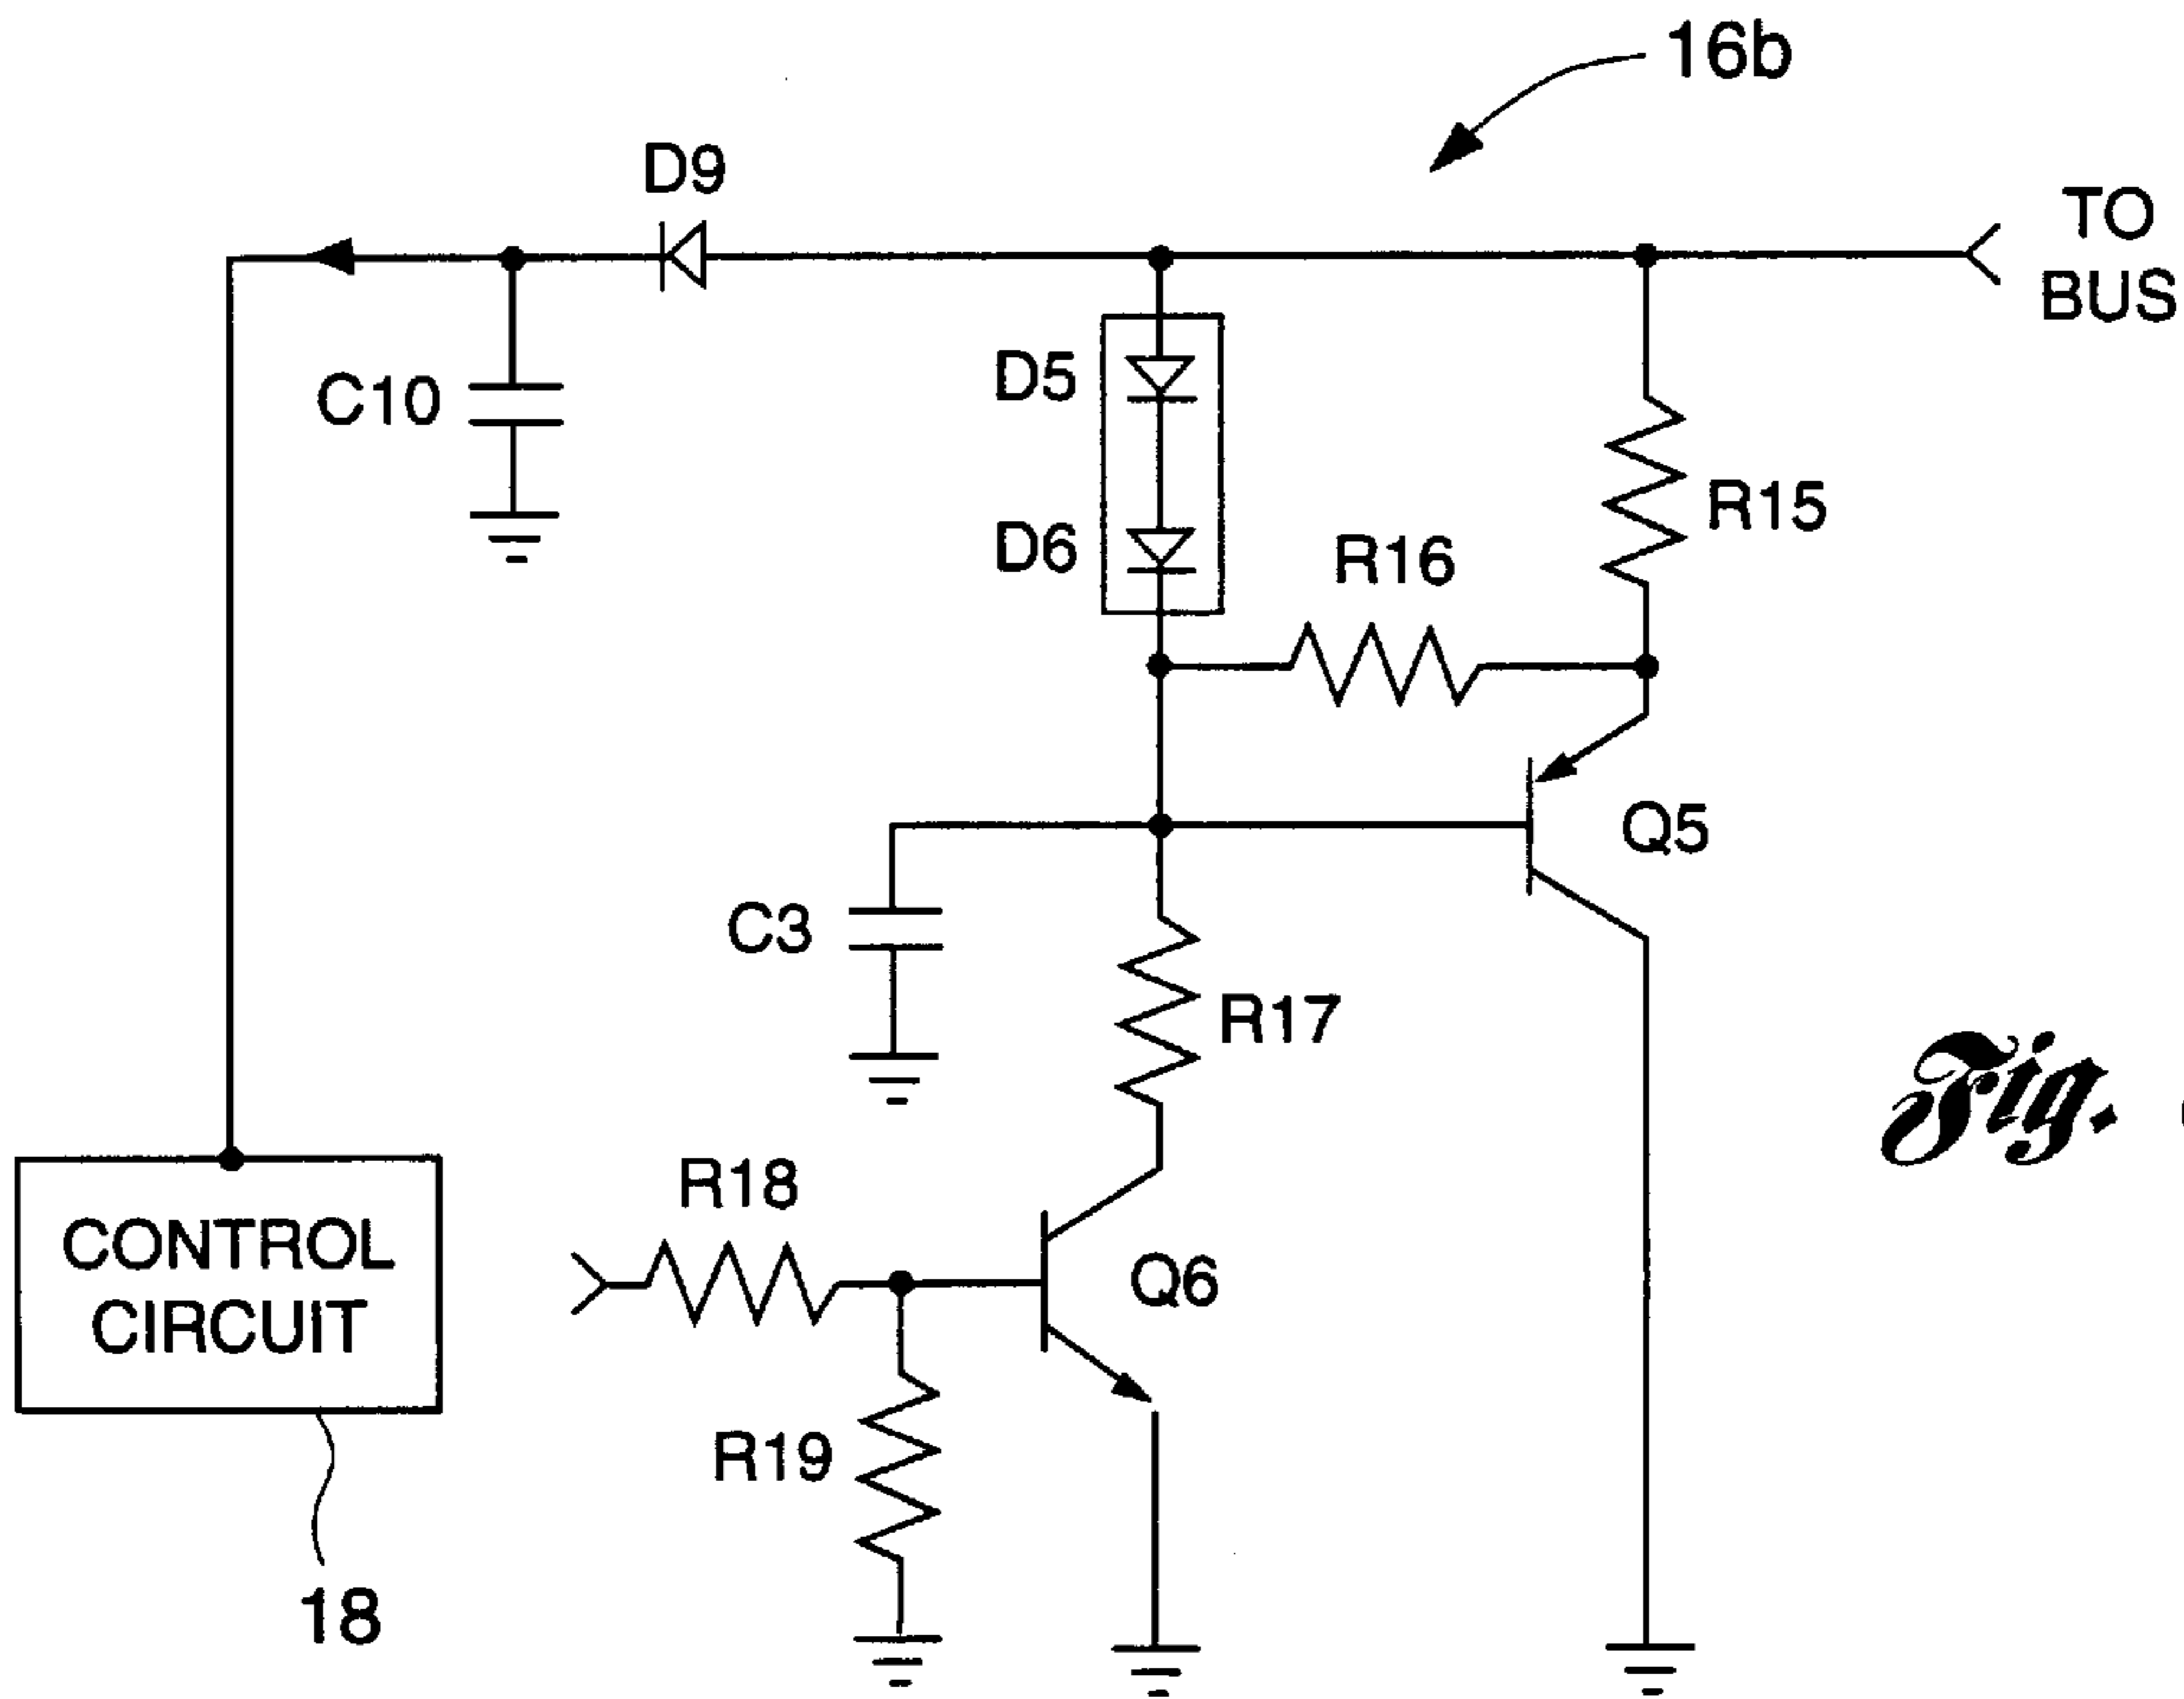 16b
D9
TO
BUS
D5
C10
R15
D6
R16
Q5
C3
R17
Fig.
R18
CONTROL
CIRCUIT
Q6
R19
18